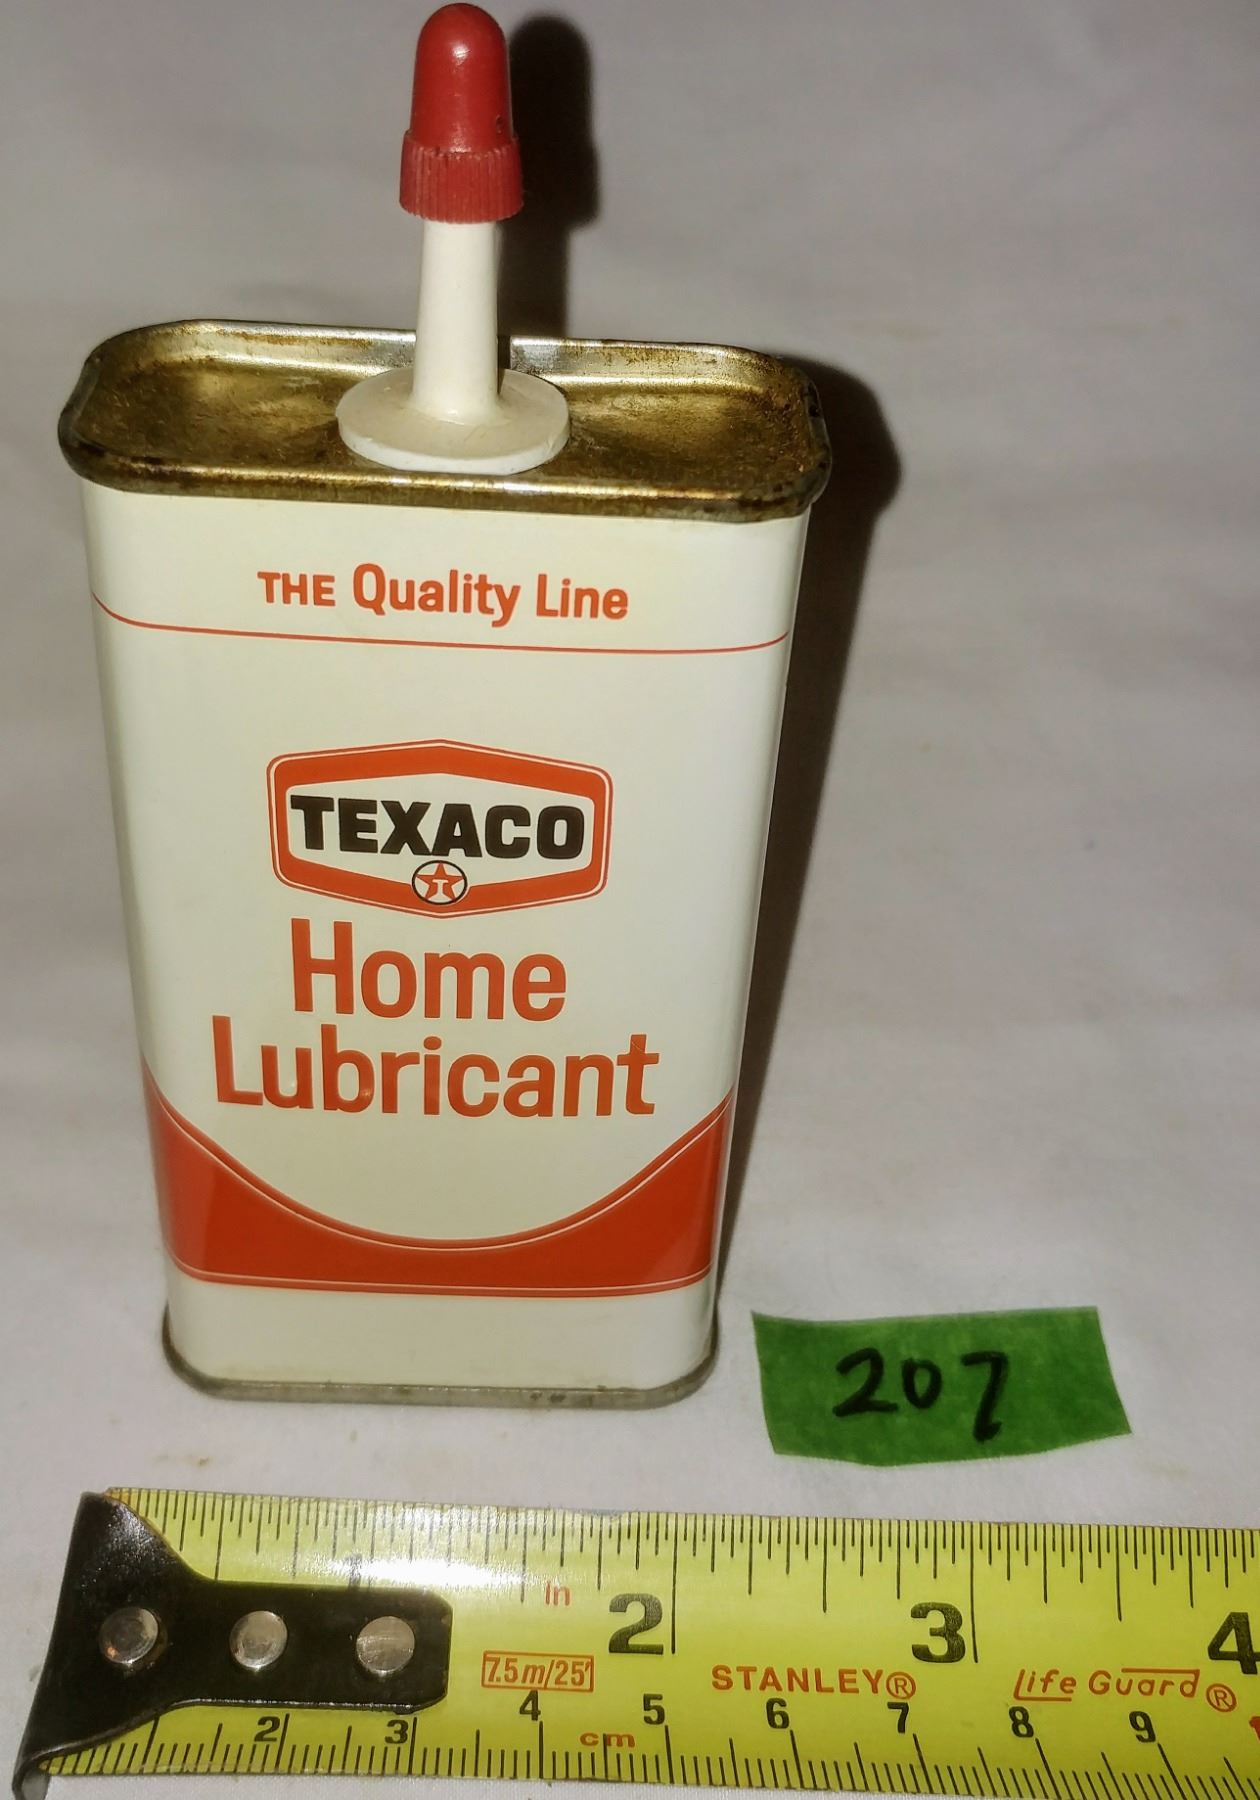 THE Quality Line
TEXACO
T
Home
Lubricant
207
In
2 3 4
7.5m/25'
STANLEY®
Life Guard®
2 3 4 5 6 7 8 9
cm